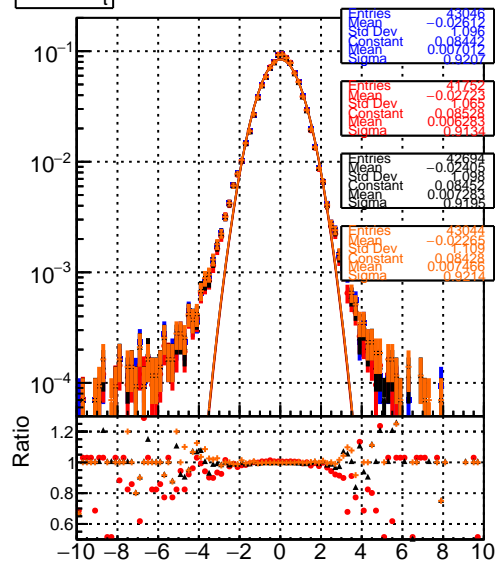 t
Entries 43046
Mean −0.02612
Std Dev 1.096
Constant 0.08442
Mean 0.007012
Sigma 0.9207
Entries 41752
Mean −0.02723
Std Dev 1.065
Constant 0.08528
Mean 0.006283
Sigma 0.9134
Entries 42694
Mean −0.02405
Std Dev 1.098
Constant 0.08452
Mean 0.007283
Sigma 0.9195
Entries 43044
Mean −0.02265
Std Dev 1.109
Constant 0.08428
Mean 0.007466
Sigma 0.9214
10−1
10−2
10−3
10−4
Ratio
1.2
1
0.8
0.6
−10 −8 −6 −4 −2 0 2 4 6 8 10